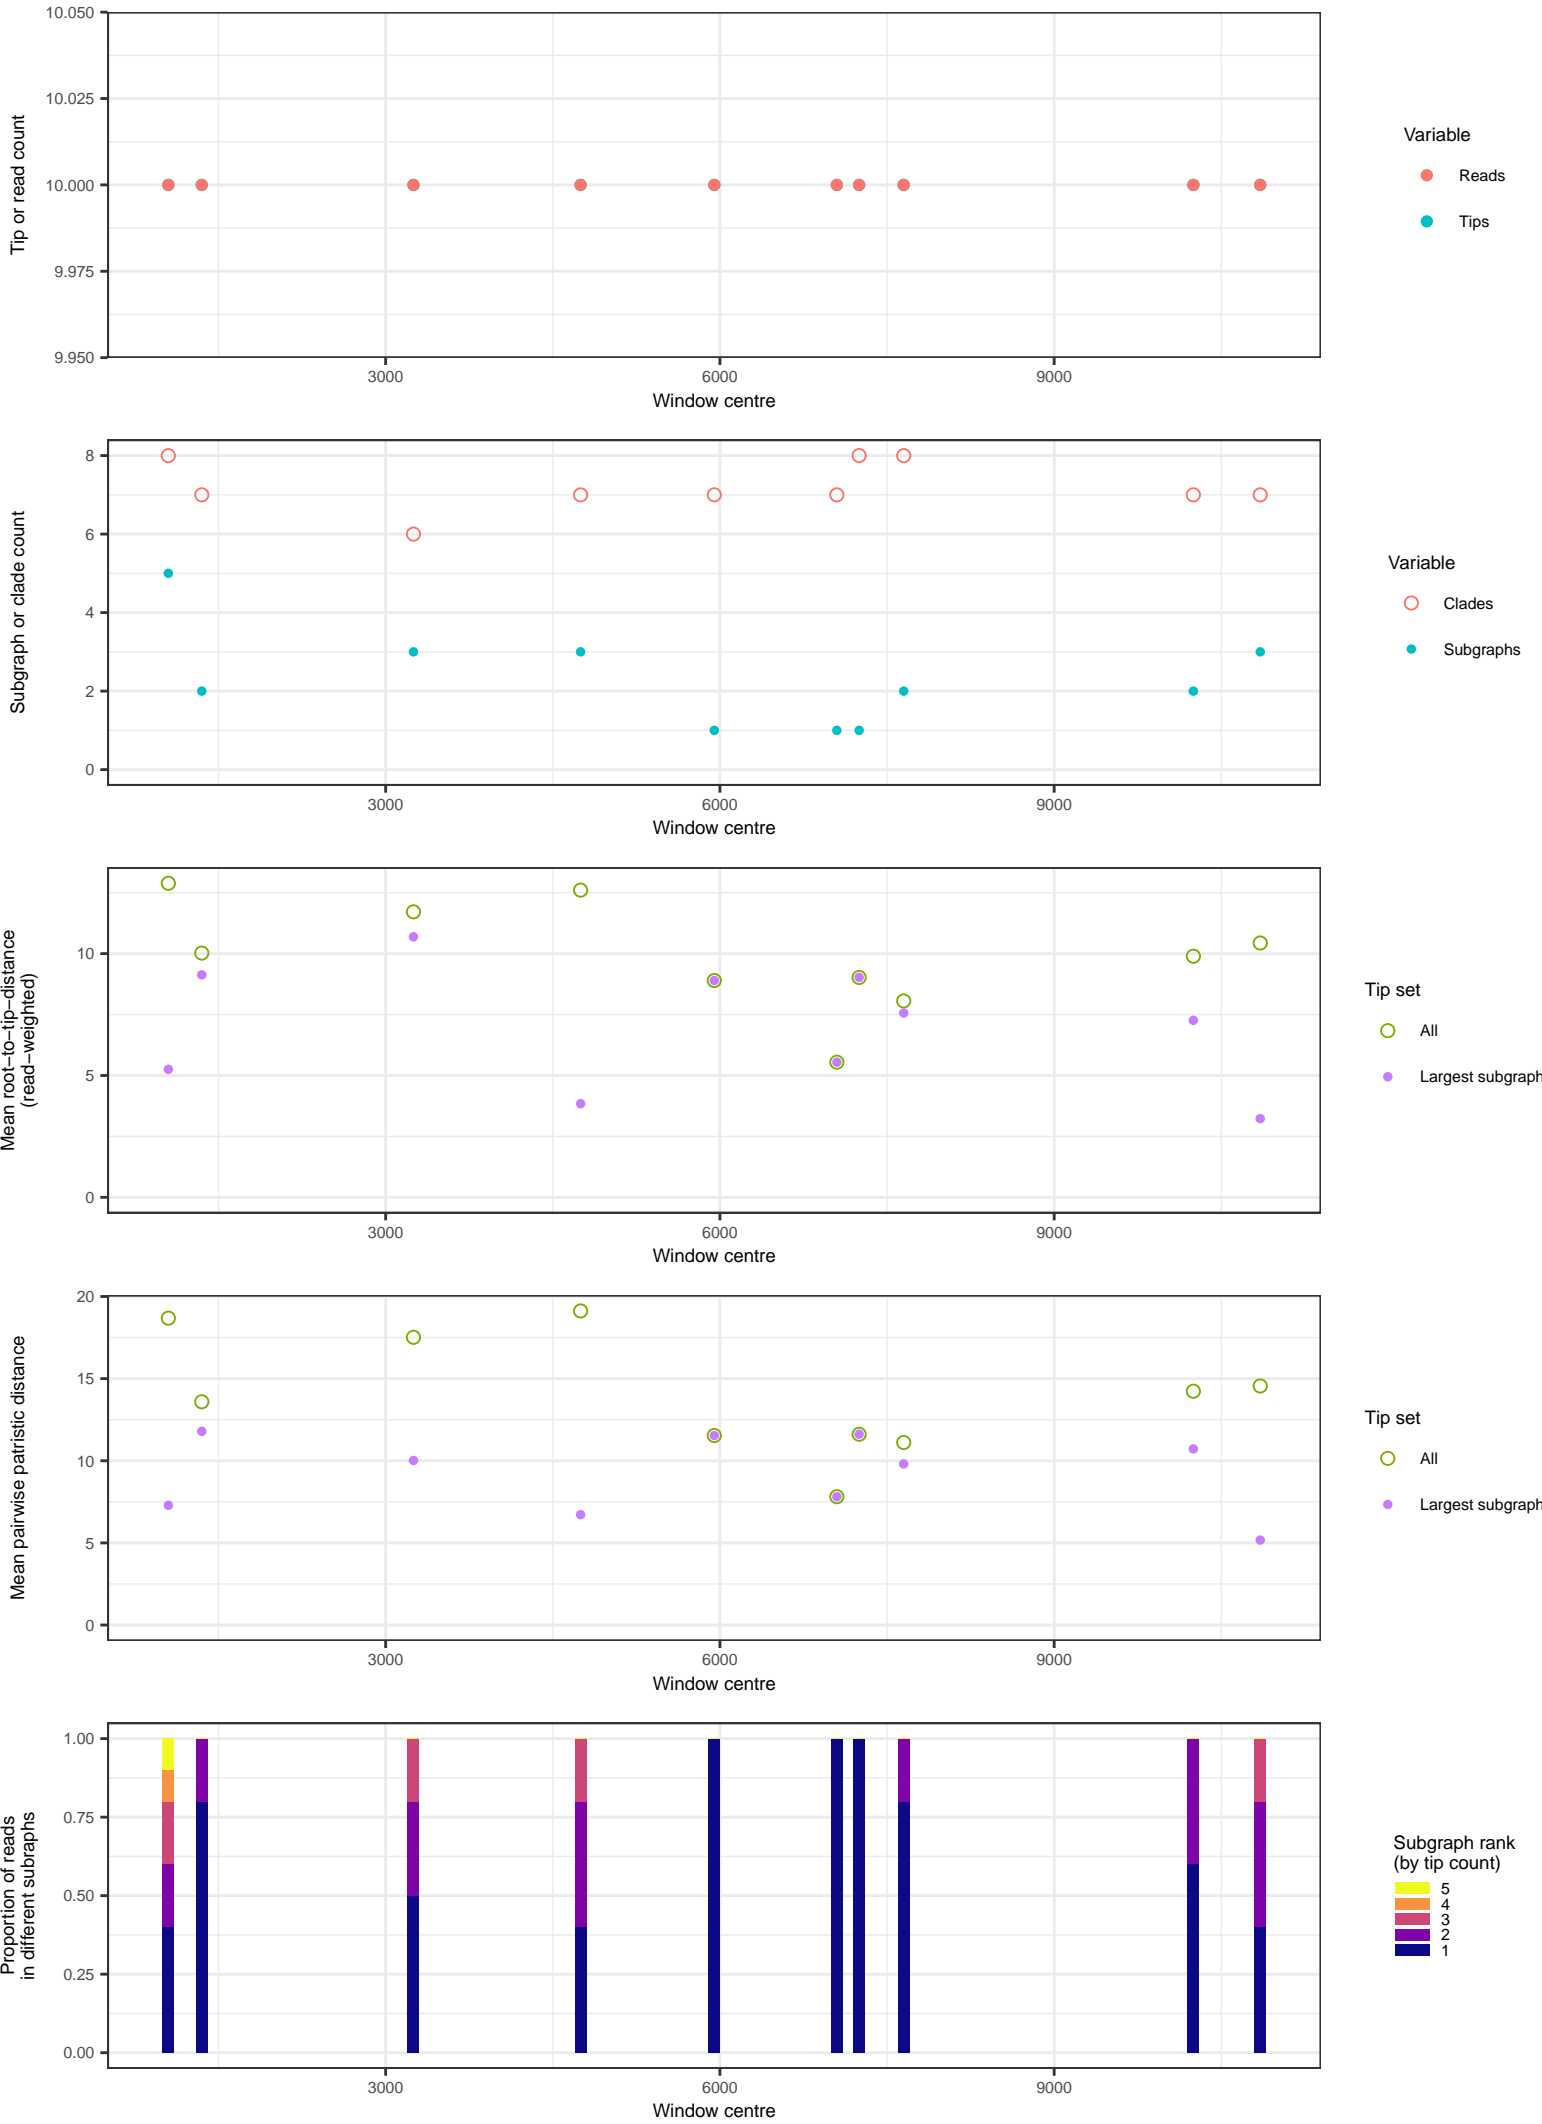 10.050
10.025
10.000
9.975
9.950
Tip or read count
3000
6000
9000
Window centre
Variable
Reads
Tips
8
6
4
2
0
Subgraph or clade count
3000
6000
9000
Window centre
Variable
Clades
Subgraphs
10
5
0
Mean root−to−tip−distance
(read−weighted)
3000
6000
9000
Window centre
Tip set
All
Largest subgraph
20
15
10
5
0
Mean pairwise patristic distance
3000
6000
9000
Window centre
Tip set
All
Largest subgraph
1.00
0.75
0.50
0.25
0.00
Proportion of reads
in different subraphs
3000
6000
9000
Window centre
Subgraph rank
(by tip count)
5
4
3
2
1